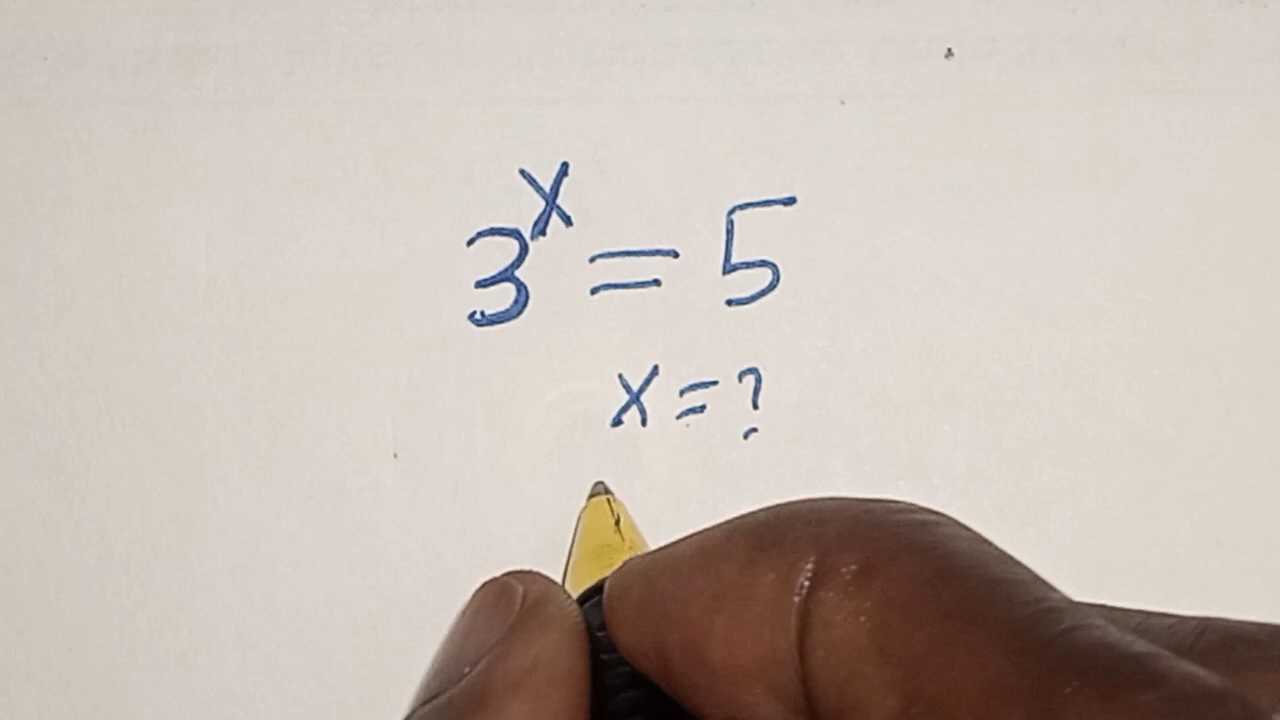 3^x = 5
x = ?